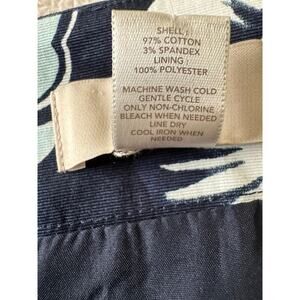 SHELL:
97% COTTON
3% SPANDEX
LINING:
100% POLYESTER
MACHINE WASH COLD
GENTLE CYCLE
ONLY NON-CHLORINE
BLEACH WHEN NEEDED
LINE DRY
COOL IRON WHEN
NEEDED